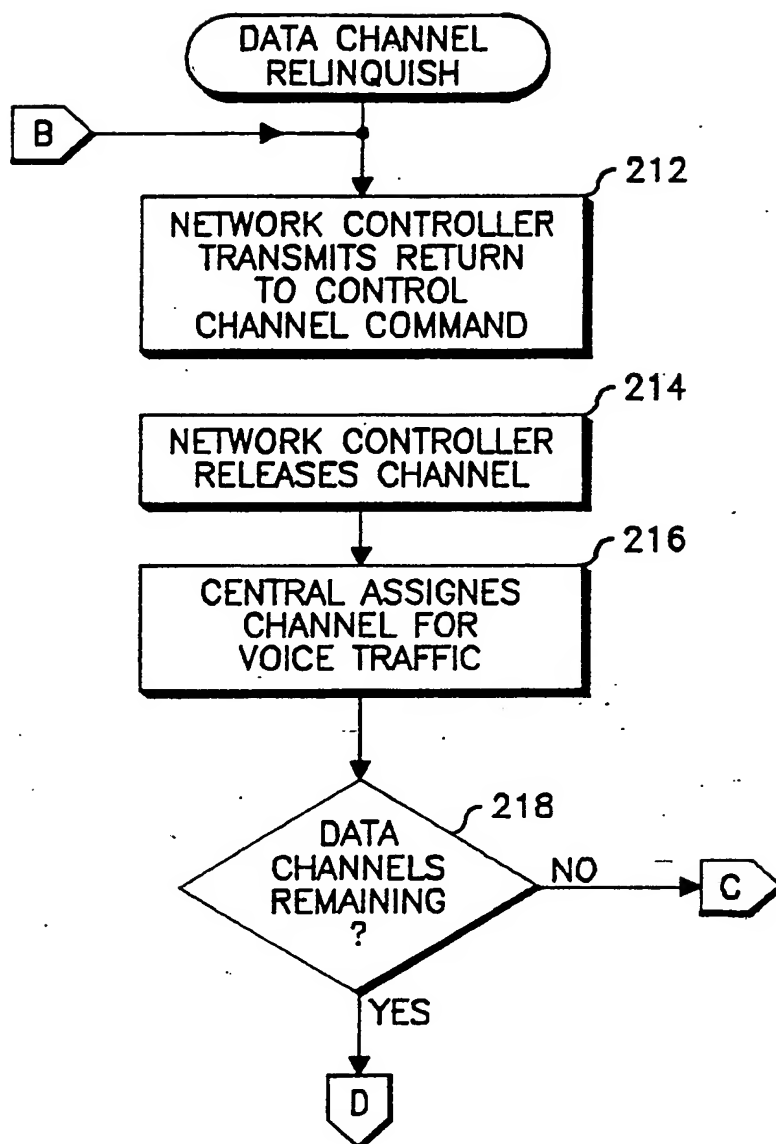 DATA CHANNEL
RELINQUISH
B
212
NETWORK CONTROLLER
TRANSMITS RETURN
TO CONTROL
CHANNEL COMMAND
214
NETWORK CONTROLLER
RELEASES CHANNEL
216
CENTRAL ASSIGNES
CHANNEL FOR
VOICE TRAFFIC
218
DATA
CHANNELS
REMAINING
?
NO
C
YES
D